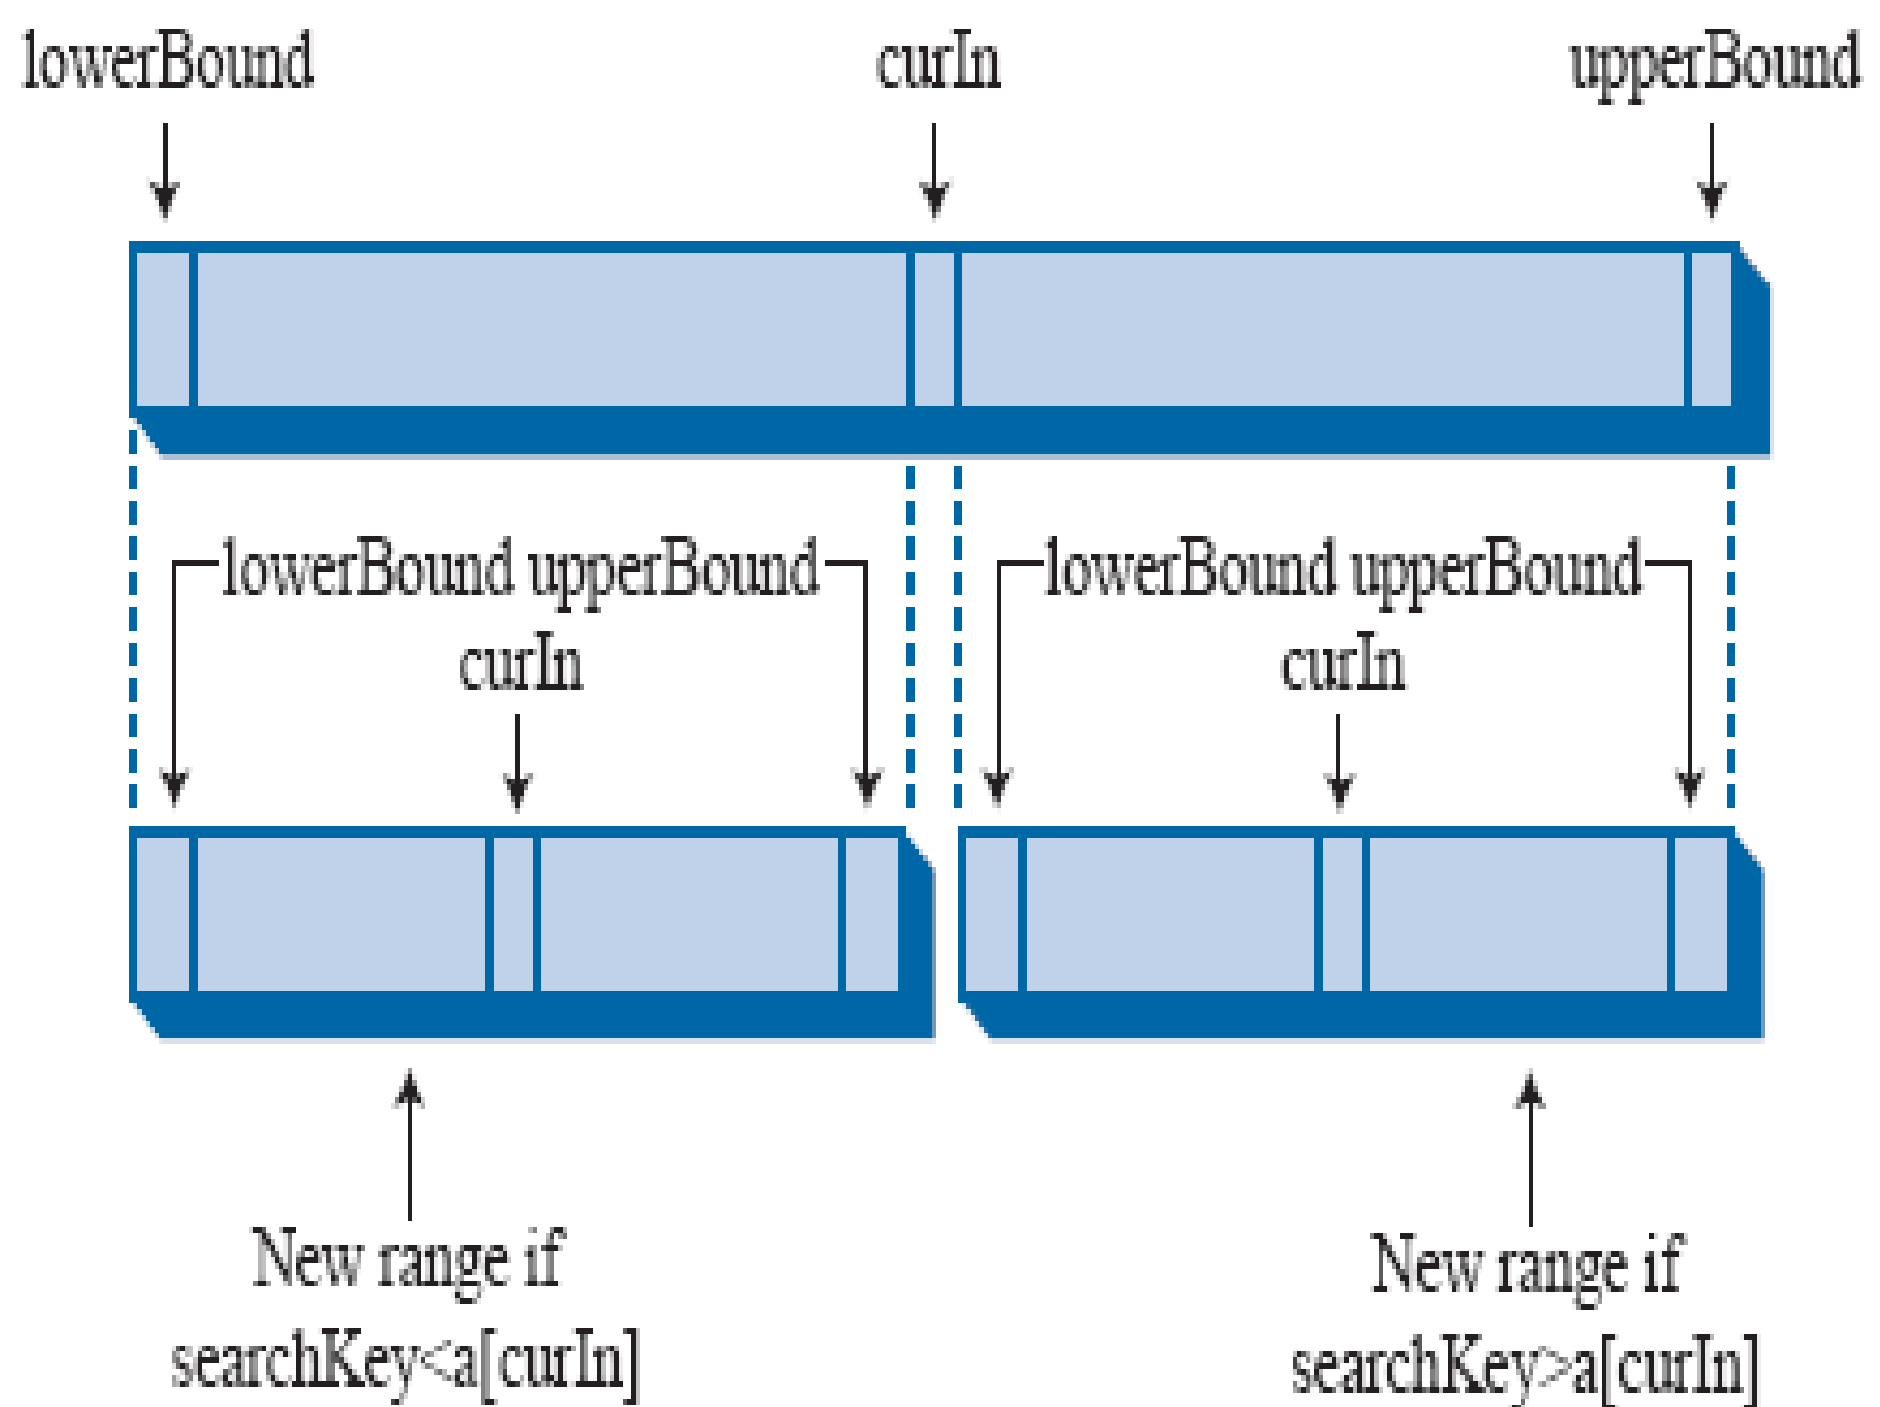 lowerBound curIn upperBound
lowerBound upperBound lowerBound upperBound
curIn curIn
New range if
searchKey<a[curIn]
New range if
searchKey>a[curIn]